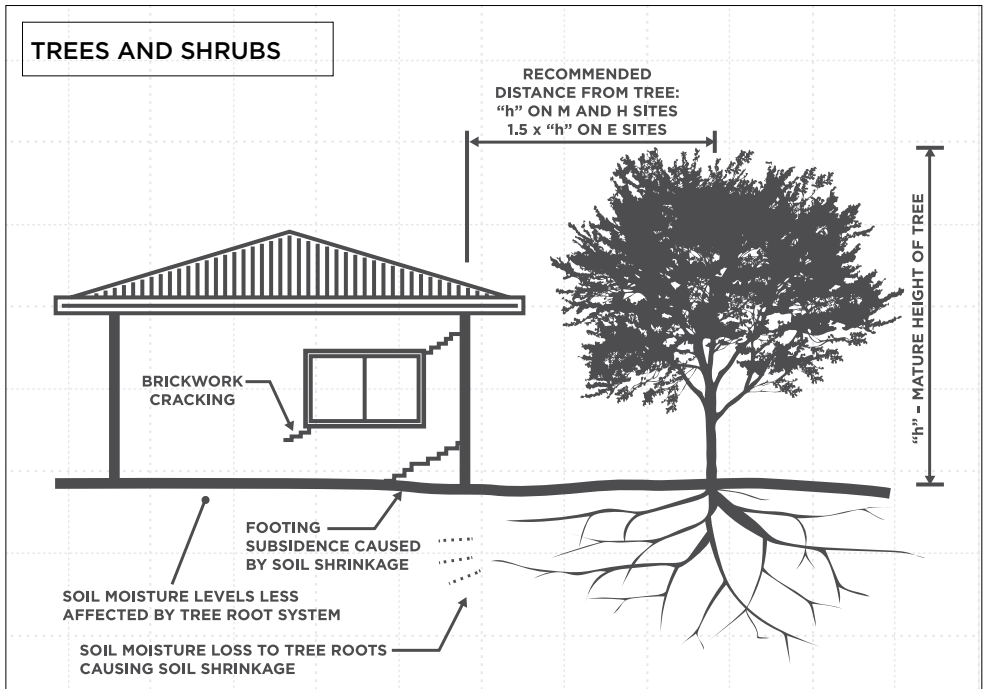 TREES AND SHRUBS
RECOMMENDED
DISTANCE FROM TREE:
“h” ON M AND H SITES
1.5 x “h” ON E SITES
“h” – MATURE HEIGHT OF TREE
BRICKWORK
CRACKING
FOOTING
SUBSIDENCE CAUSED
BY SOIL SHRINKAGE
SOIL MOISTURE LEVELS LESS
AFFECTED BY TREE ROOT SYSTEM
SOIL MOISTURE LOSS TO TREE ROOTS
CAUSING SOIL SHRINKAGE